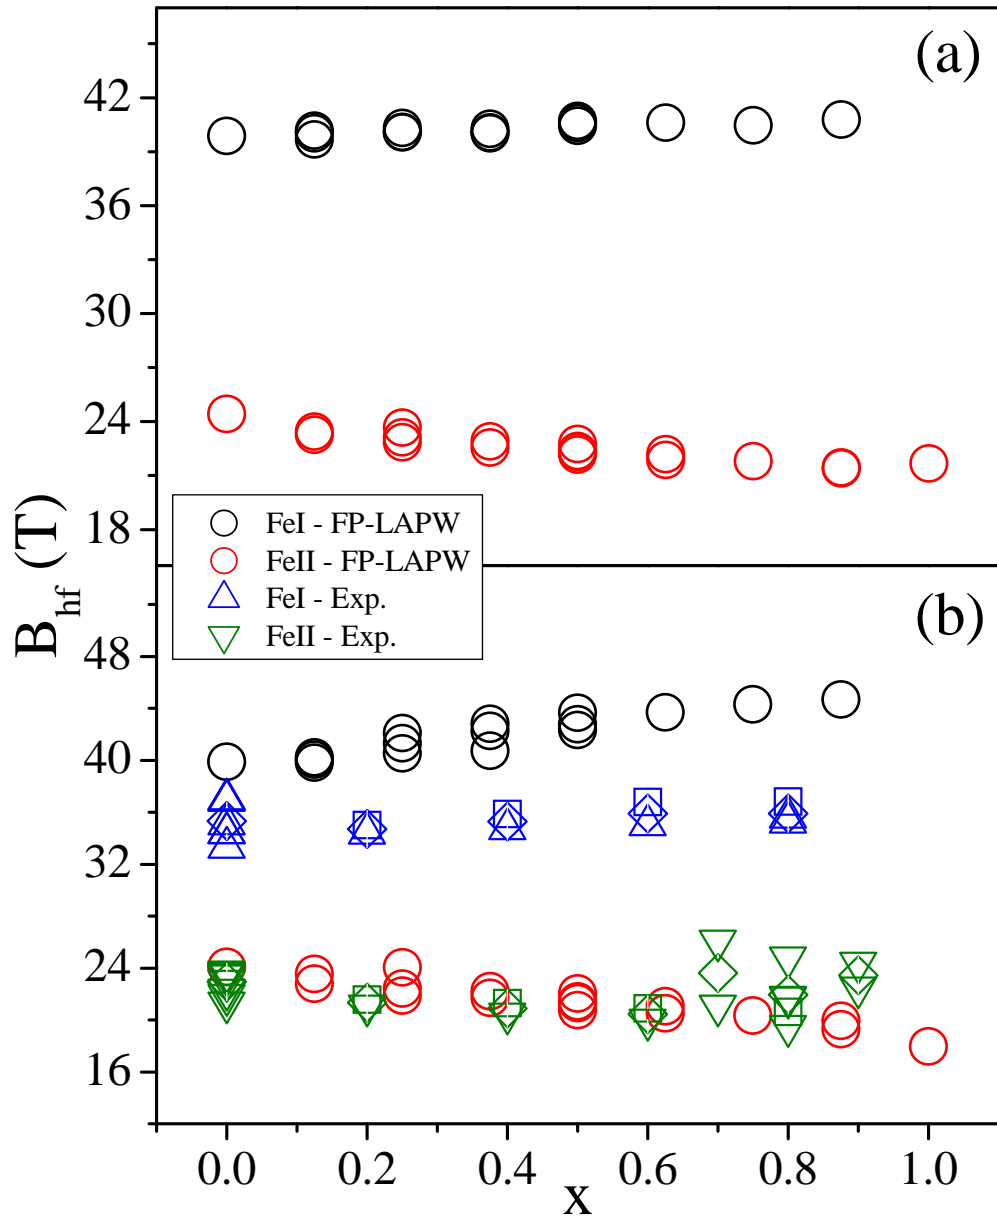 (a)
42
36
30
24
18
B_hf (T)
FeI - FP-LAPW
FeII - FP-LAPW
FeI - Exp.
FeII - Exp.
(b)
48
40
32
24
16
0.0 0.2 0.4 0.6 0.8 1.0
x